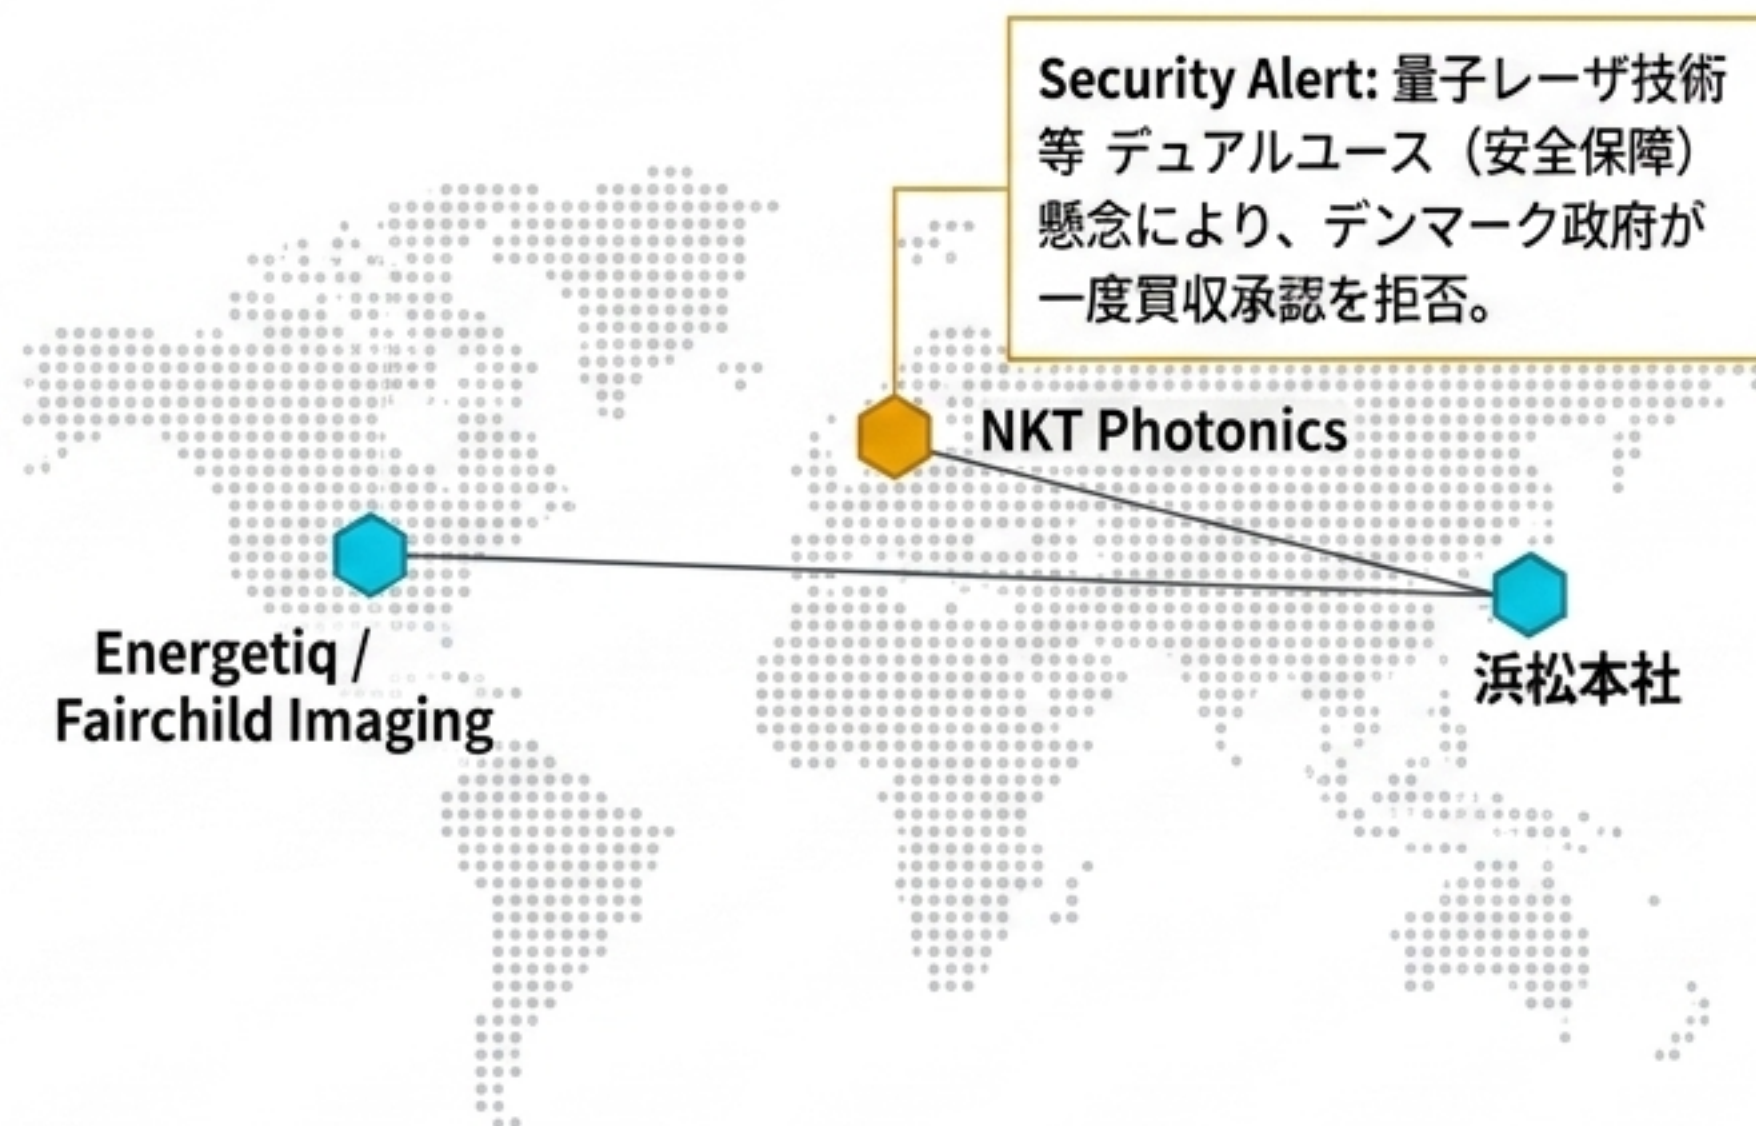 Security Alert: 量子レーザ技術
等 デュアルユース（安全保障）
懸念により、デンマーク政府が
一度買収承認を拒否。
NKT Photonics
Energetiq /
Fairchild Imaging
浜松本社